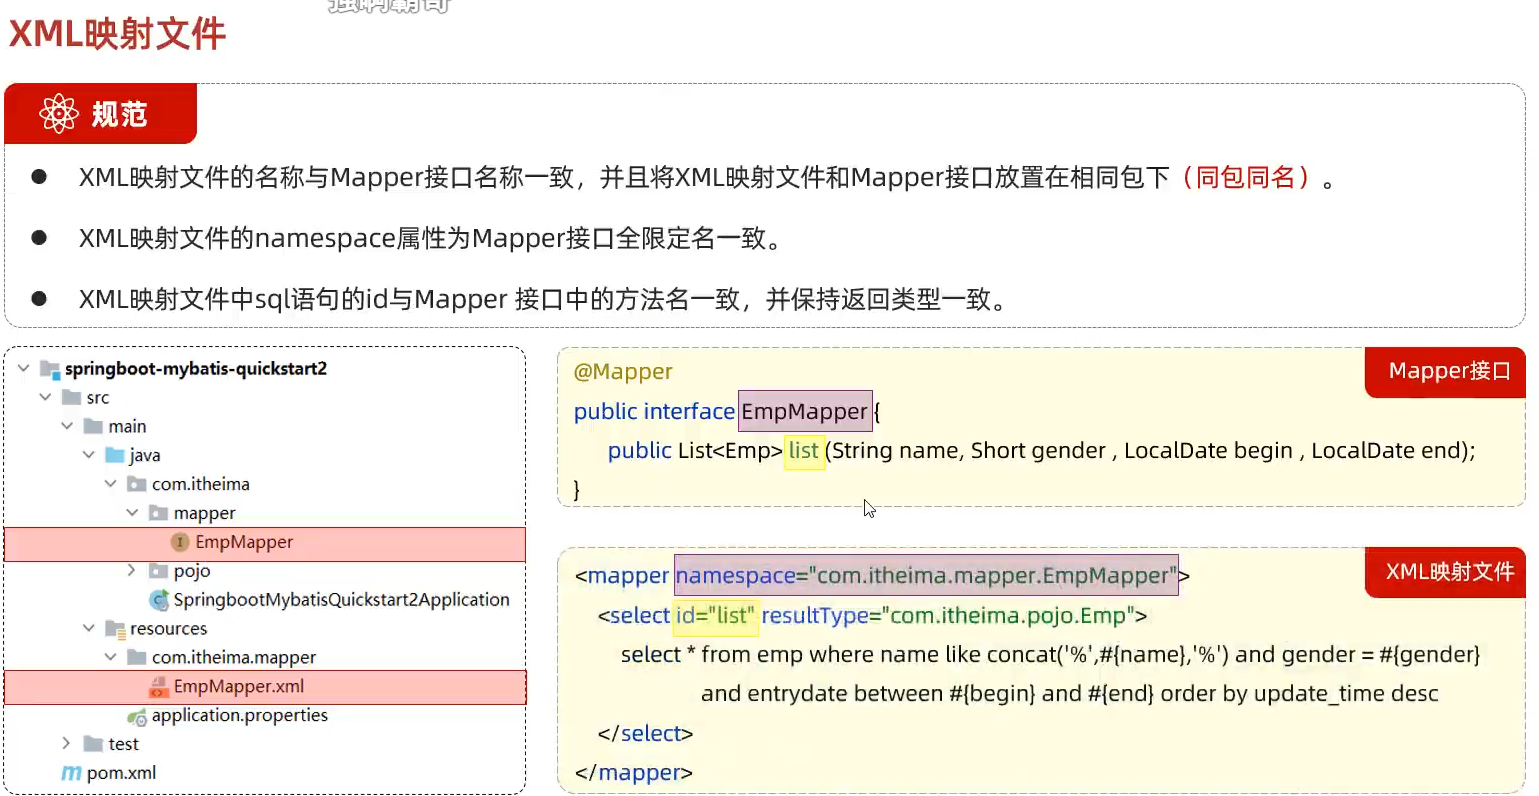 XML映射文件
规范
● XML映射文件的名称与Mapper接口名称一致，并且将XML映射文件和Mapper接口放置在相同包下（同包同名）。
● XML映射文件的namespace属性为Mapper接口全限定名一致。
● XML映射文件中sql语句的id与Mapper 接口中的方法名一致，并保持返回类型一致。
springboot-mybatis-quickstart2
src
main
java
com.itheima
mapper
EmpMapper
pojo
SpringbootMybatisQuickstart2Application
resources
com.itheima.mapper
EmpMapper.xml
application.properties
test
pom.xml
Mapper接口
@Mapper
public interface EmpMapper {
public List<Emp> list (String name, Short gender , LocalDate begin , LocalDate end);
}
XML映射文件
<mapper namespace="com.itheima.mapper.EmpMapper">
<select id="list" resultType="com.itheima.pojo.Emp">
select * from emp where name like concat('%',#{name},'%') and gender = #{gender}
and entrydate between #{begin} and #{end} order by update_time desc
</select>
</mapper>